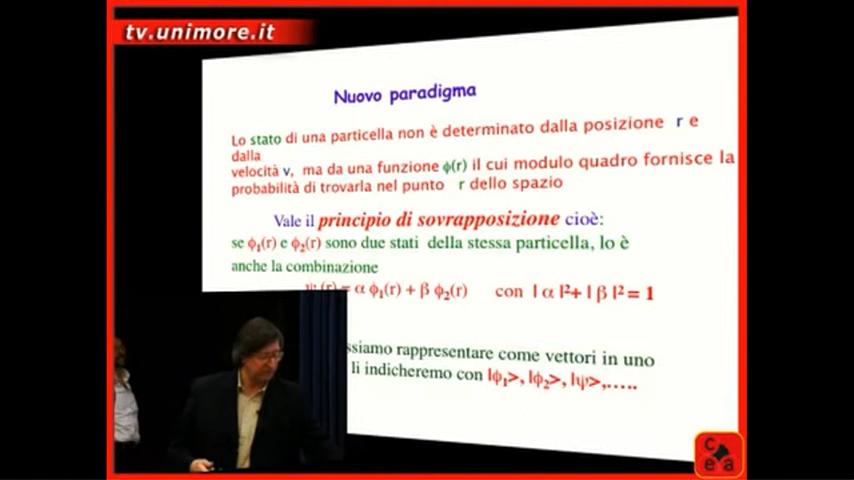 tv.unimore.it
Nuovo paradigma
Lo stato di una particella non è determinato dalla posizione r e
dalla
velocità v, ma da una funzione ϕ(r) il cui modulo quadro fornisce la
probabilità di trovarla nel punto r dello spazio
Vale il principio di sovrapposizione cioè:
se ϕ₁(r) e ϕ₂(r) sono due stati della stessa particella, lo è
anche la combinazione
ψ (r) = α ϕ₁(r) + β ϕ₂(r) con | α |²+ | β |² = 1
ssiamo rappresentare come vettori in uno
li indicheremo con |ϕ₁>, |ϕ₂>, |ψ>,.....
c
e a